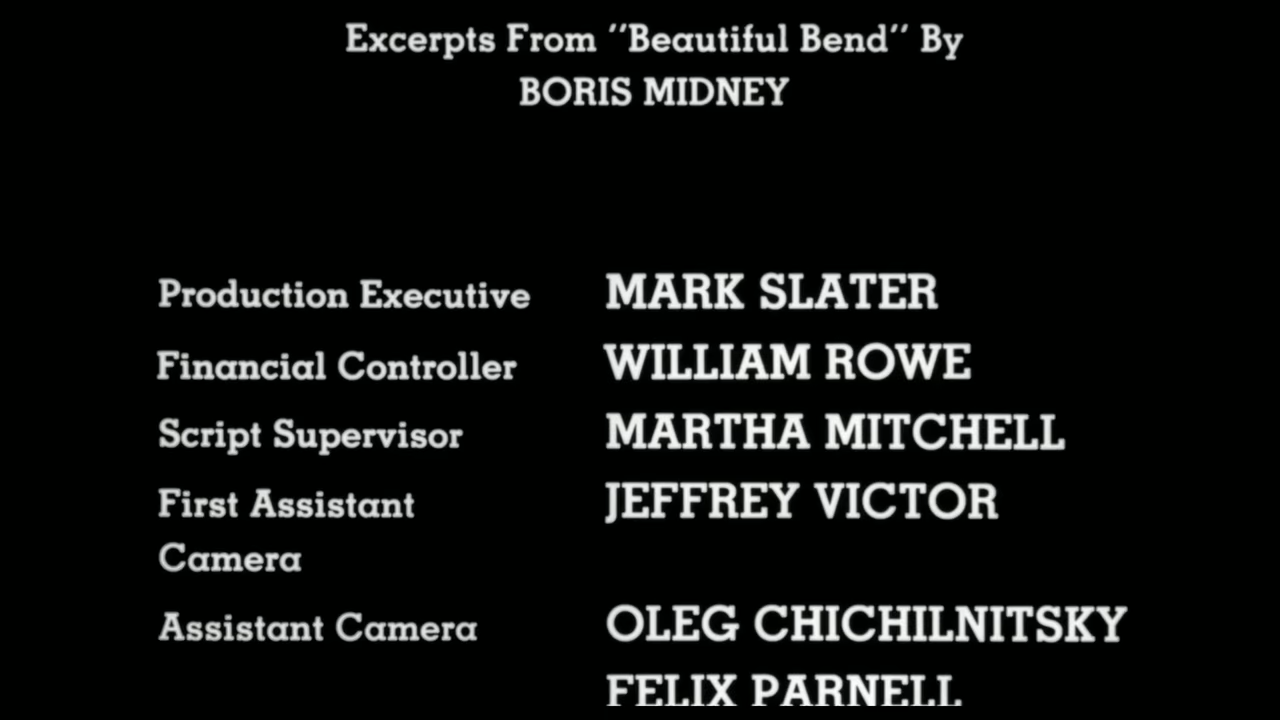 Excerpts From "Beautiful Bend" By
BORIS MIDNEY
Production Executive MARK SLATER
Financial Controller WILLIAM ROWE
Script Supervisor MARTHA MITCHELL
First Assistant JEFFREY VICTOR
Camera
Assistant Camera OLEG CHICHILNITSKY
FELIX PARNELL